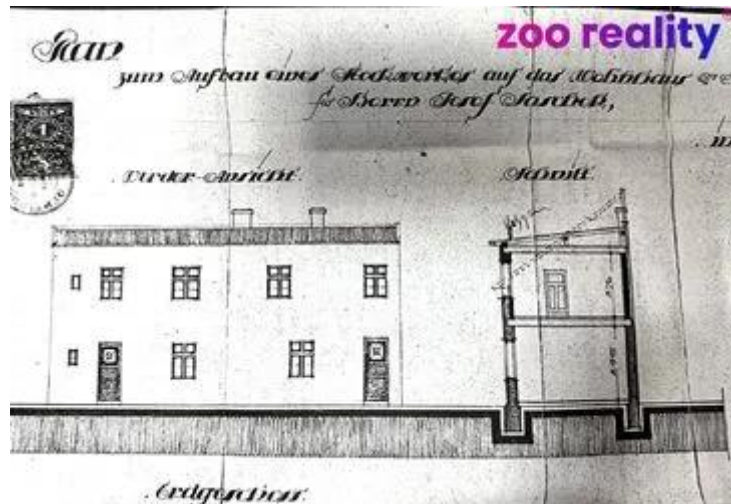 zoo reality
Plan
zum Aufbau eines Stockwerkes auf das Wohnhaus
für Herrn Josef
Vorder-Ansicht.
Schnitt.
Erdgeschoss.